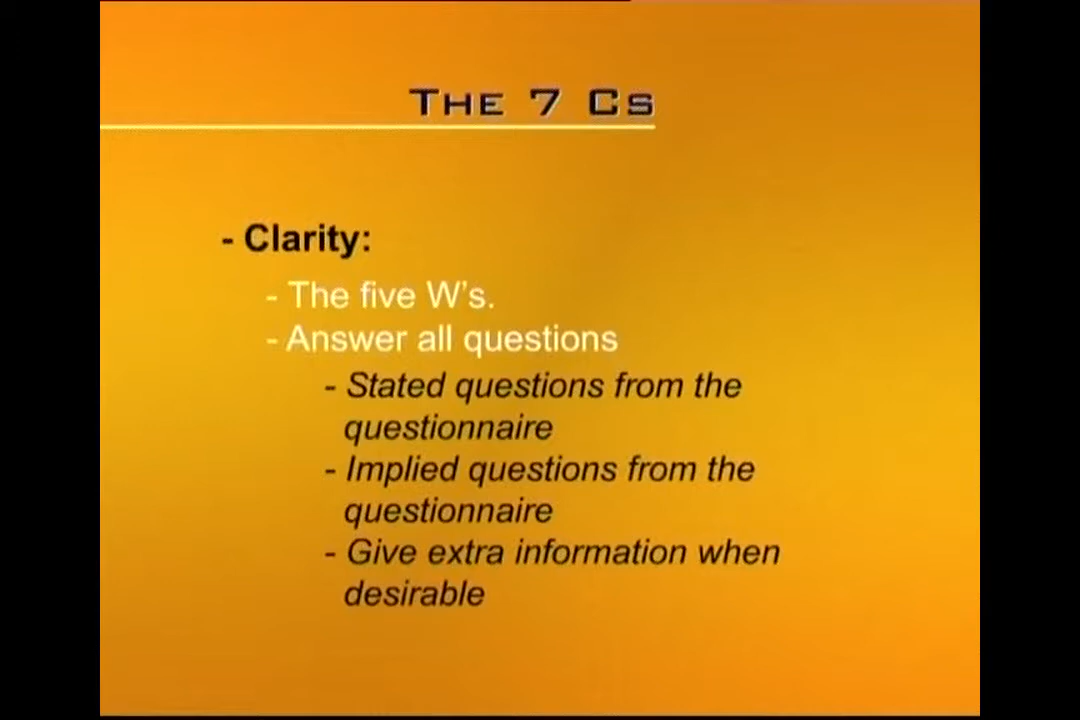 The 7 Cs
- Clarity:
- The five W's.
- Answer all questions
- Stated questions from the
questionnaire
- Implied questions from the
questionnaire
- Give extra information when
desirable